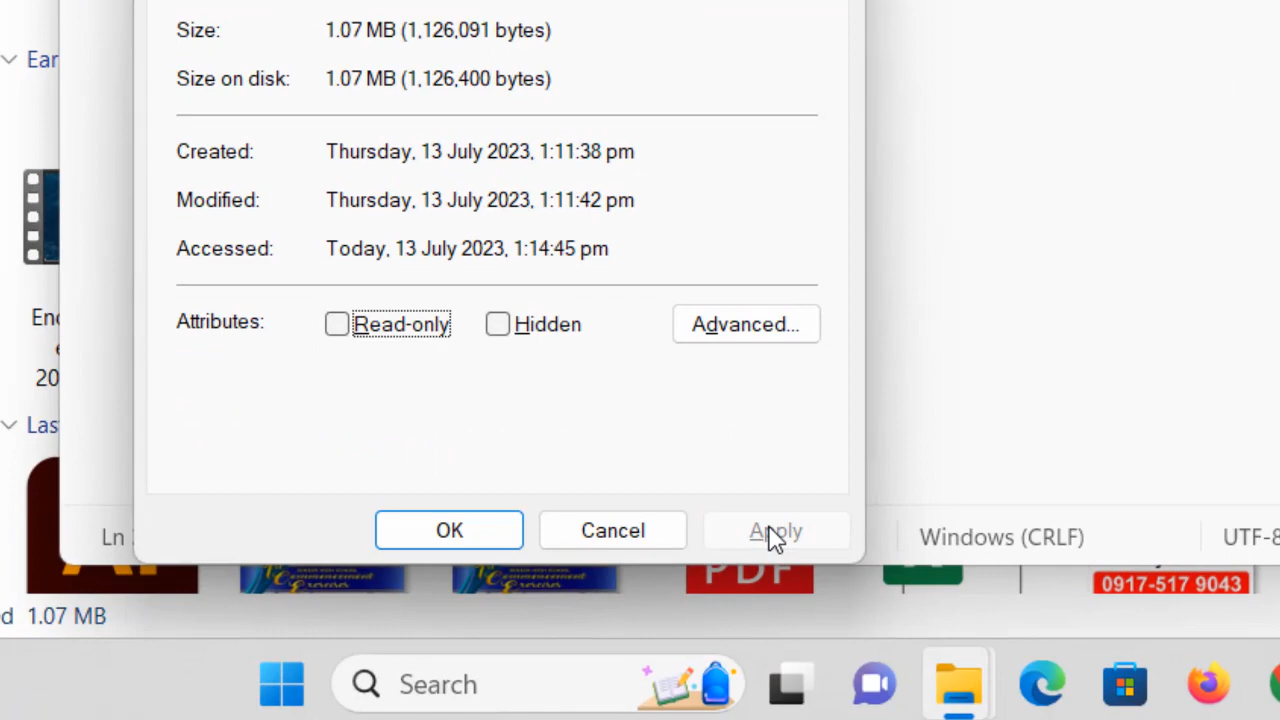 Size: 1.07 MB (1,126,091 bytes)
Ear
Size on disk: 1.07 MB (1,126,400 bytes)
Created: Thursday, 13 July 2023, 1:11:38 pm
Modified: Thursday, 13 July 2023, 1:11:42 pm
Accessed: Today, 13 July 2023, 1:14:45 pm
Attributes: Read-only Hidden Advanced...
20
Las
OK Cancel Apply
Ln Windows (CRLF) UTF-8
Commencement
Commencement
PDF
0917-517 9043
d 1.07 MB
Search